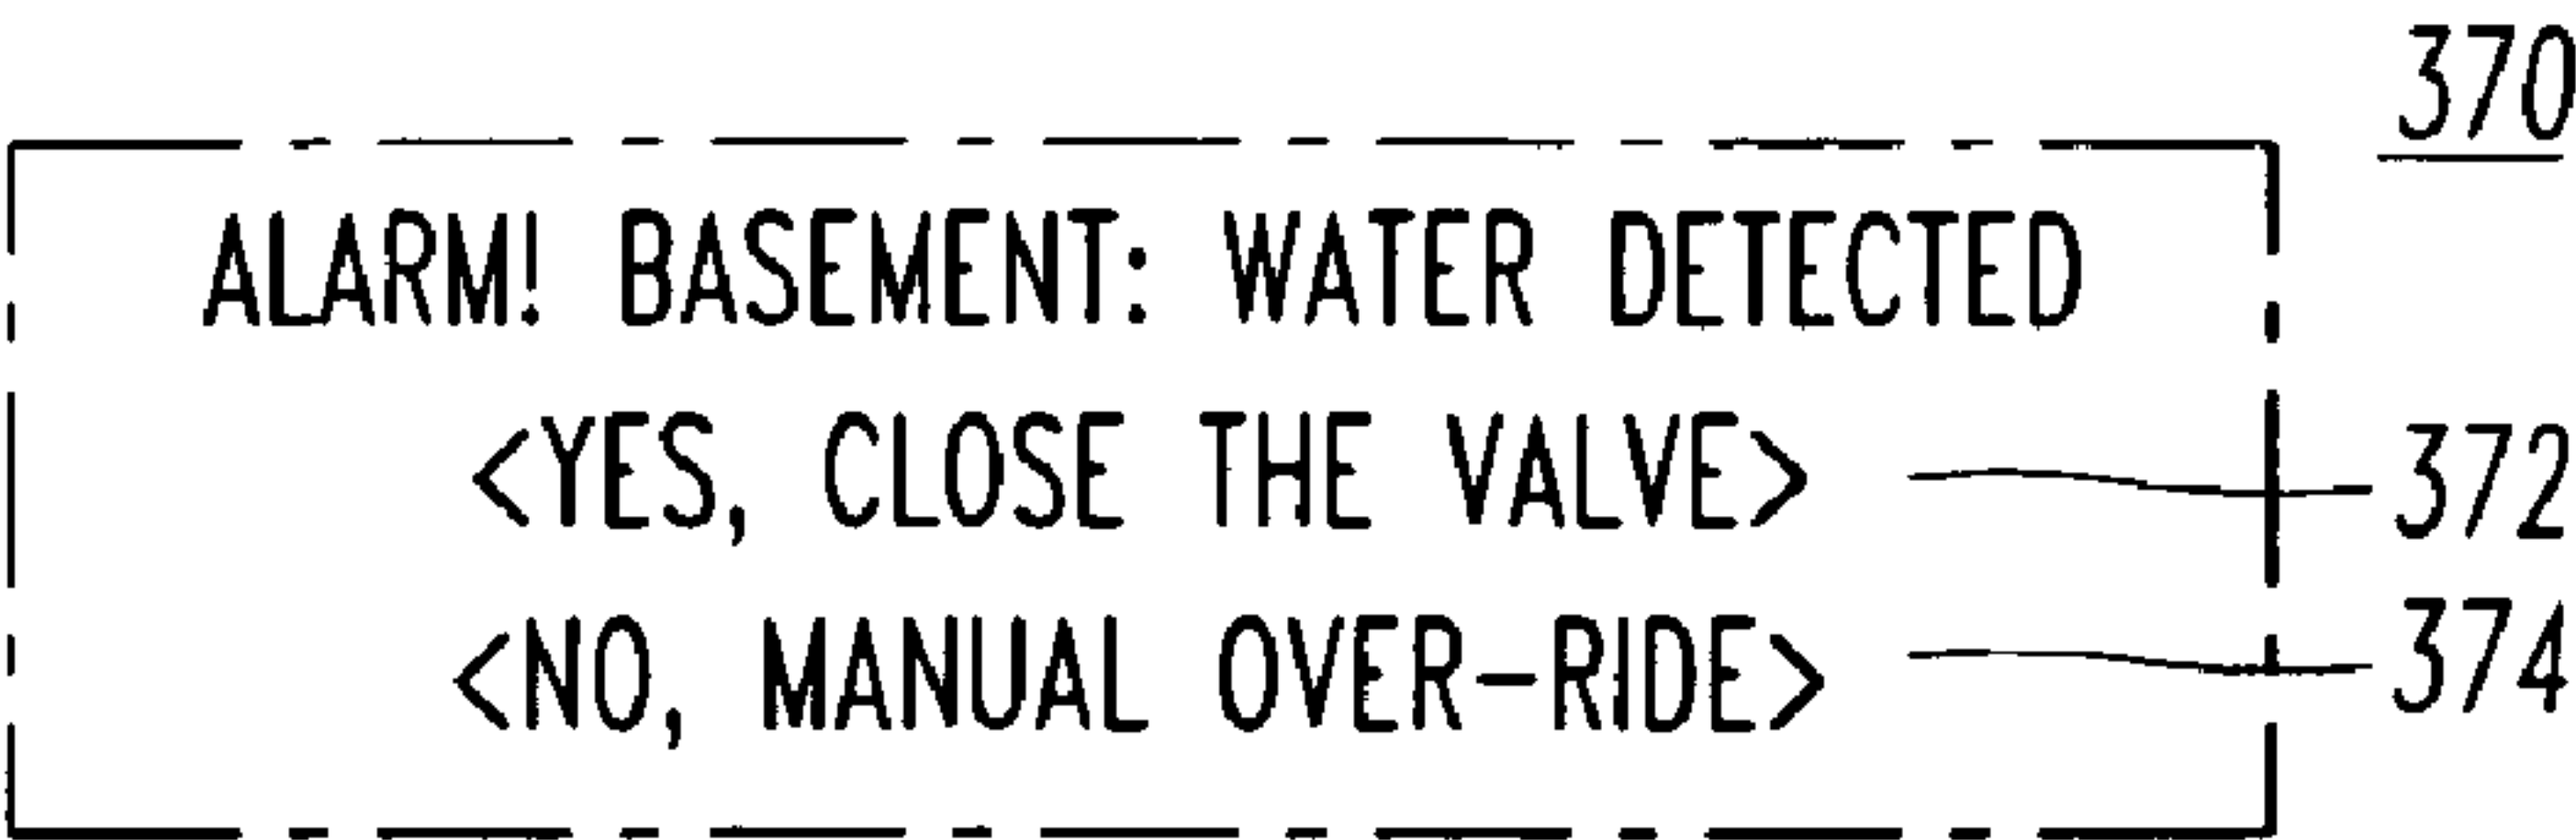 370
ALARM! BASEMENT: WATER DETECTED
<YES, CLOSE THE VALVE> 372
<NO, MANUAL OVER-RIDE> 374